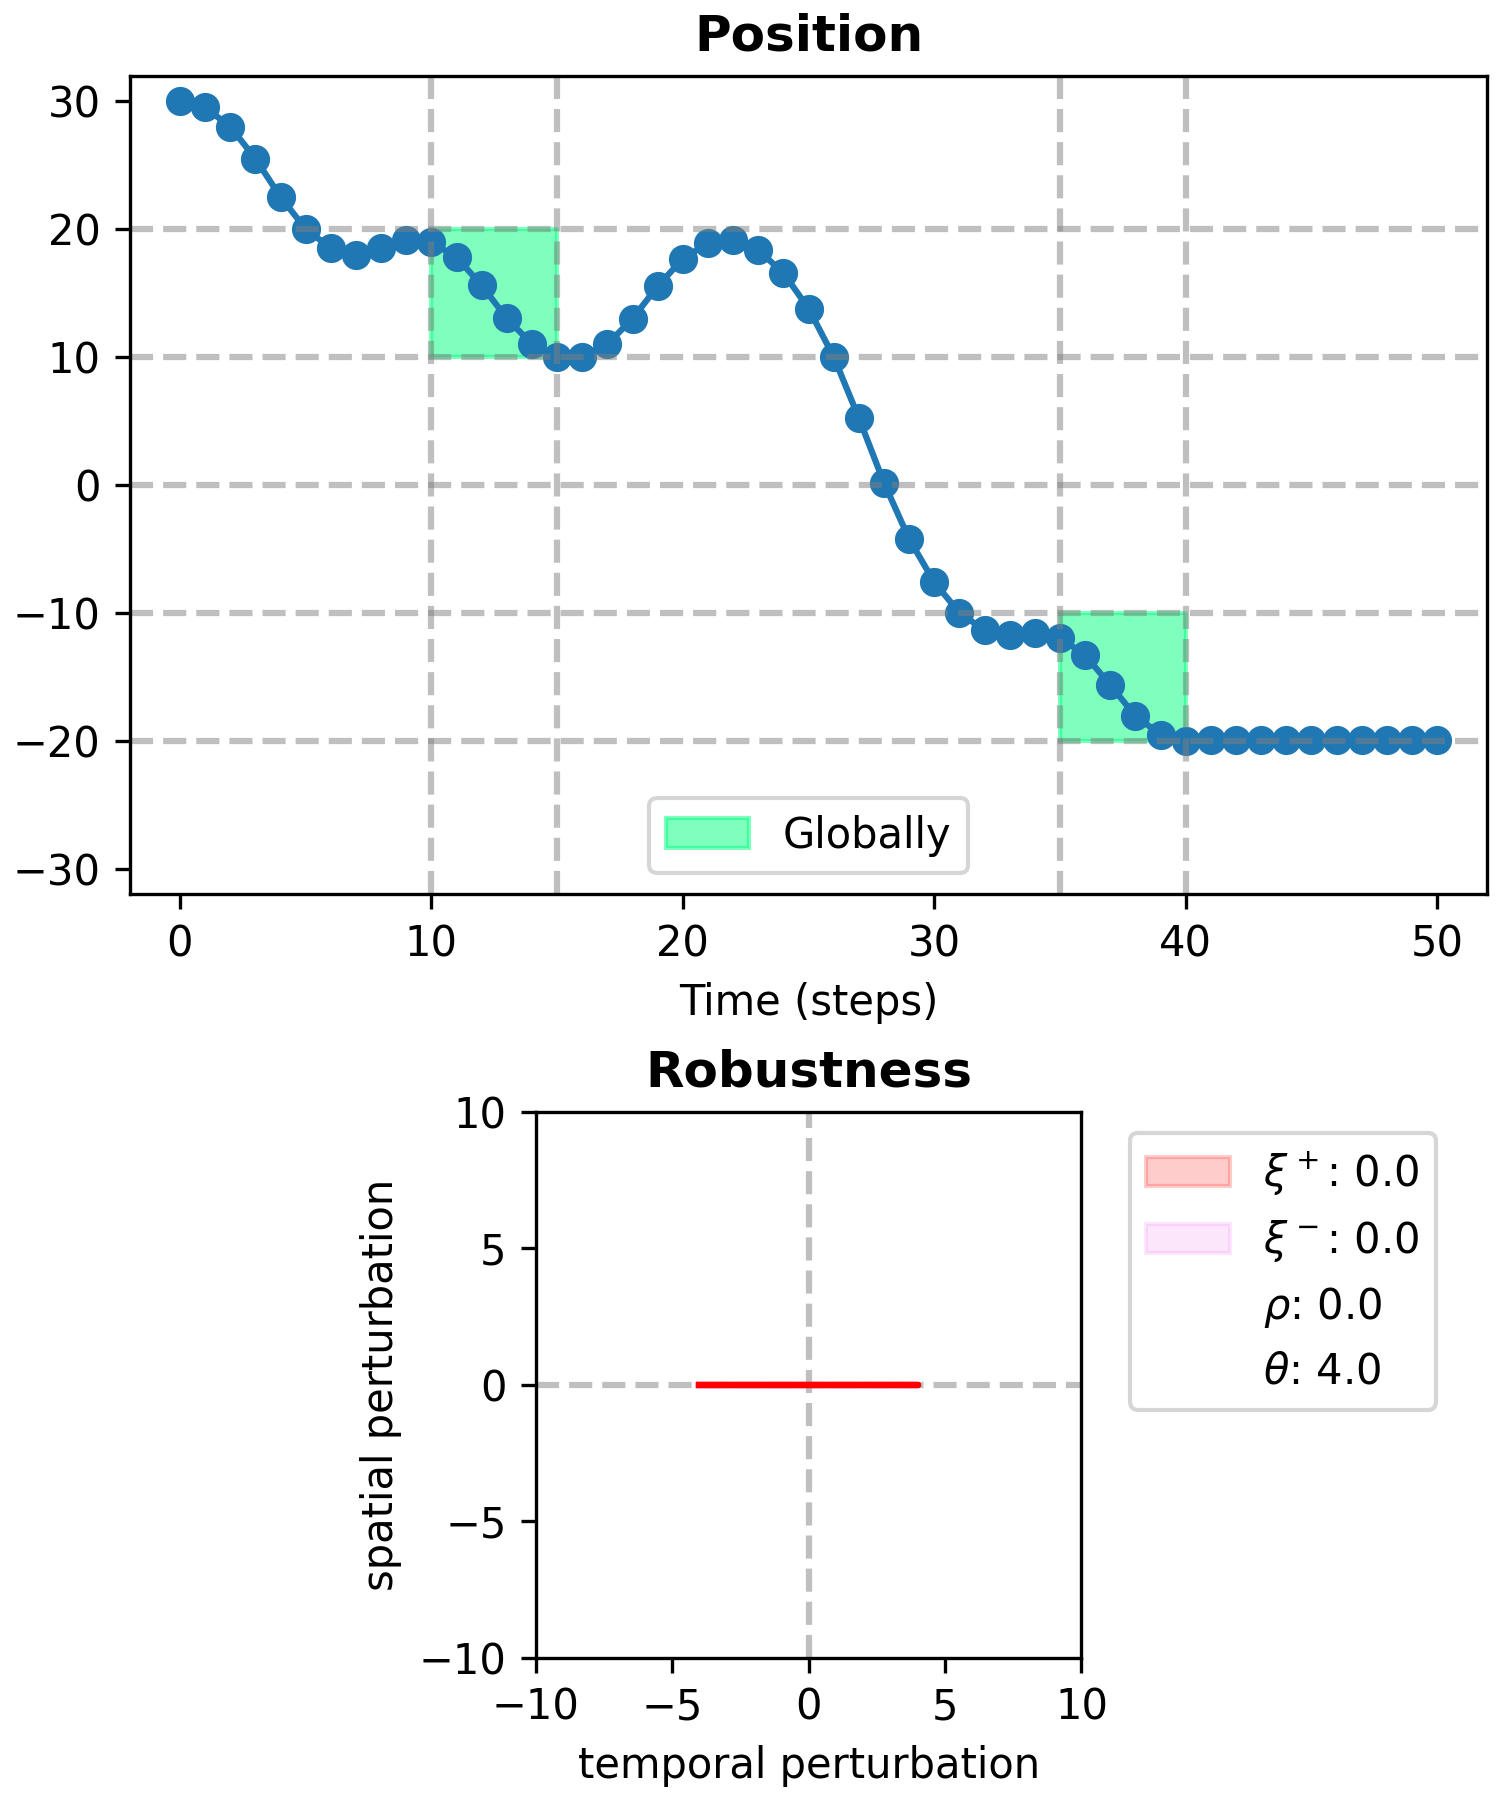 Position
30
20
10
0
−10
−20
−30
Globally
0 10 20 30 40 50
Time (steps)
Robustness
10
5
0
−5
−10
spatial perturbation
−10 −5 0 5 10
temporal perturbation
ξ⁺: 0.0
ξ⁻: 0.0
ρ: 0.0
θ: 4.0